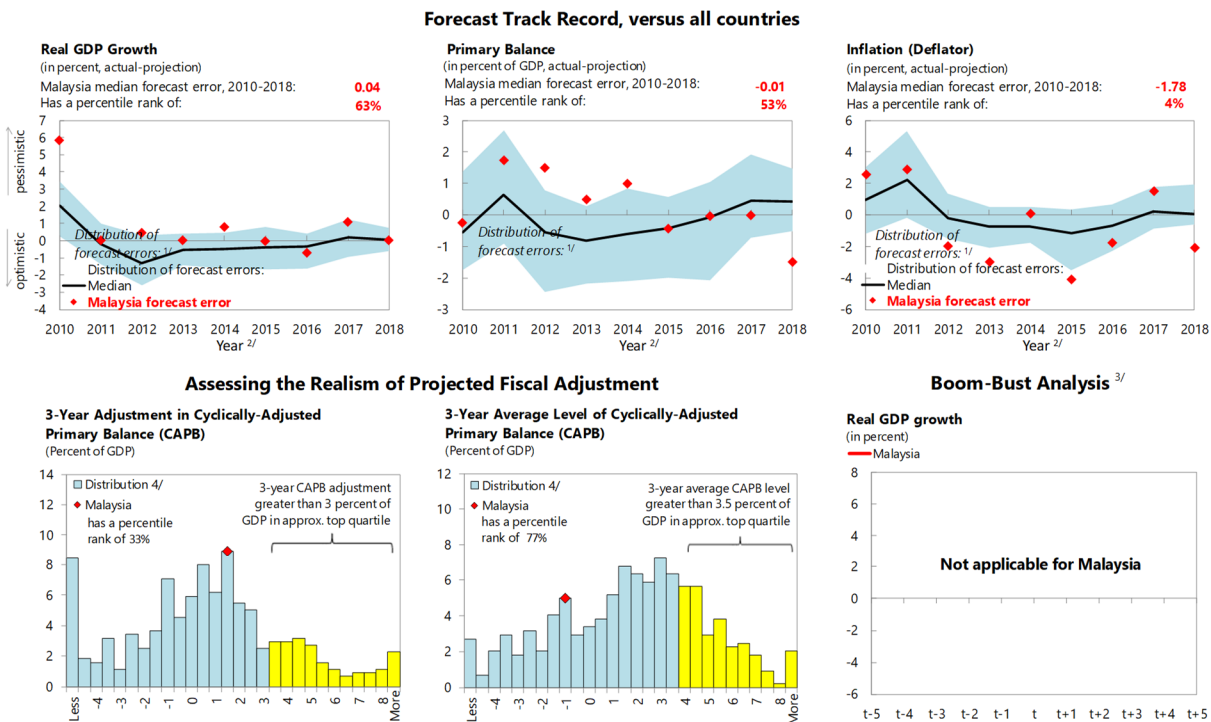 Forecast Track Record, versus all countries
Real GDP Growth
(in percent, actual-projection)
Malaysia median forecast error, 2010-2018: 0.04
Has a percentile rank of: 63%
pessimistic
optimistic
7
6
5
4
3
2
1
0
-1
-2
-3
-4
Distribution of
forecast errors: 1/
Distribution of forecast errors:
Median
Malaysia forecast error
2010 2011 2012 2013 2014 2015 2016 2017 2018
Year 2/
Primary Balance
(in percent of GDP, actual-projection)
Malaysia median forecast error, 2010-2018: -0.01
Has a percentile rank of: 53%
3
2
1
0
-1
-2
-3
Distribution of
forecast errors: 1/
2010 2011 2012 2013 2014 2015 2016 2017 2018
Year 2/
Inflation (Deflator)
(in percent, actual-projection)
Malaysia median forecast error, 2010-2018: -1.78
Has a percentile rank of: 4%
6
4
2
0
-2
-4
-6
Distribution of
forecast errors: 1/
Distribution of forecast errors:
Median
Malaysia forecast error
2010 2011 2012 2013 2014 2015 2016 2017 2018
Year 2/
Assessing the Realism of Projected Fiscal Adjustment
3-Year Adjustment in Cyclically-Adjusted
Primary Balance (CAPB)
(Percent of GDP)
14
12
10
8
6
4
2
0
Distribution 4/
Malaysia
has a percentile
rank of 33%
3-year CAPB adjustment
greater than 3 percent of
GDP in approx. top quartile
Less -4 -3 -2 -1 0 1 2 3 4 5 6 7 8 More
3-Year Average Level of Cyclically-Adjusted
Primary Balance (CAPB)
(Percent of GDP)
12
10
8
6
4
2
0
Distribution 4/
Malaysia
has a percentile
rank of 77%
3-year average CAPB level
greater than 3.5 percent of
GDP in approx. top quartile
Less -4 -3 -2 -1 0 1 2 3 4 5 6 7 8 More
Boom-Bust Analysis 3/
Real GDP growth
(in percent)
Malaysia
8
6
4
2
0
-2
-4
-6
Not applicable for Malaysia
t-5 t-4 t-3 t-2 t-1 t t+1 t+2 t+3 t+4 t+5